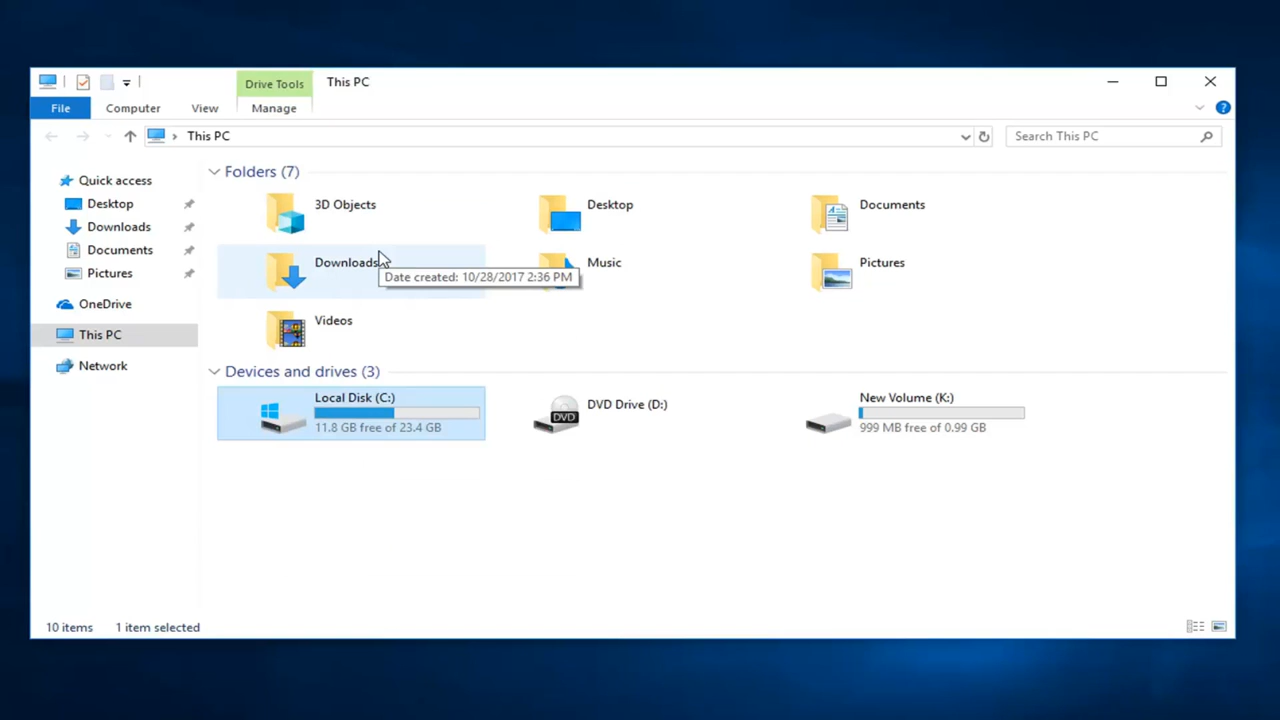 Drive Tools
This PC
File
Computer
View
Manage
This PC
Search This PC
Quick access
Desktop
Downloads
Documents
Pictures
OneDrive
This PC
Network
Folders (7)
3D Objects
Desktop
Documents
Downloads
Date created: 10/28/2017 2:36 PM
Music
Pictures
Videos
Devices and drives (3)
Local Disk (C:)
11.8 GB free of 23.4 GB
DVD
DVD Drive (D:)
New Volume (K:)
999 MB free of 0.99 GB
10 items
1 item selected